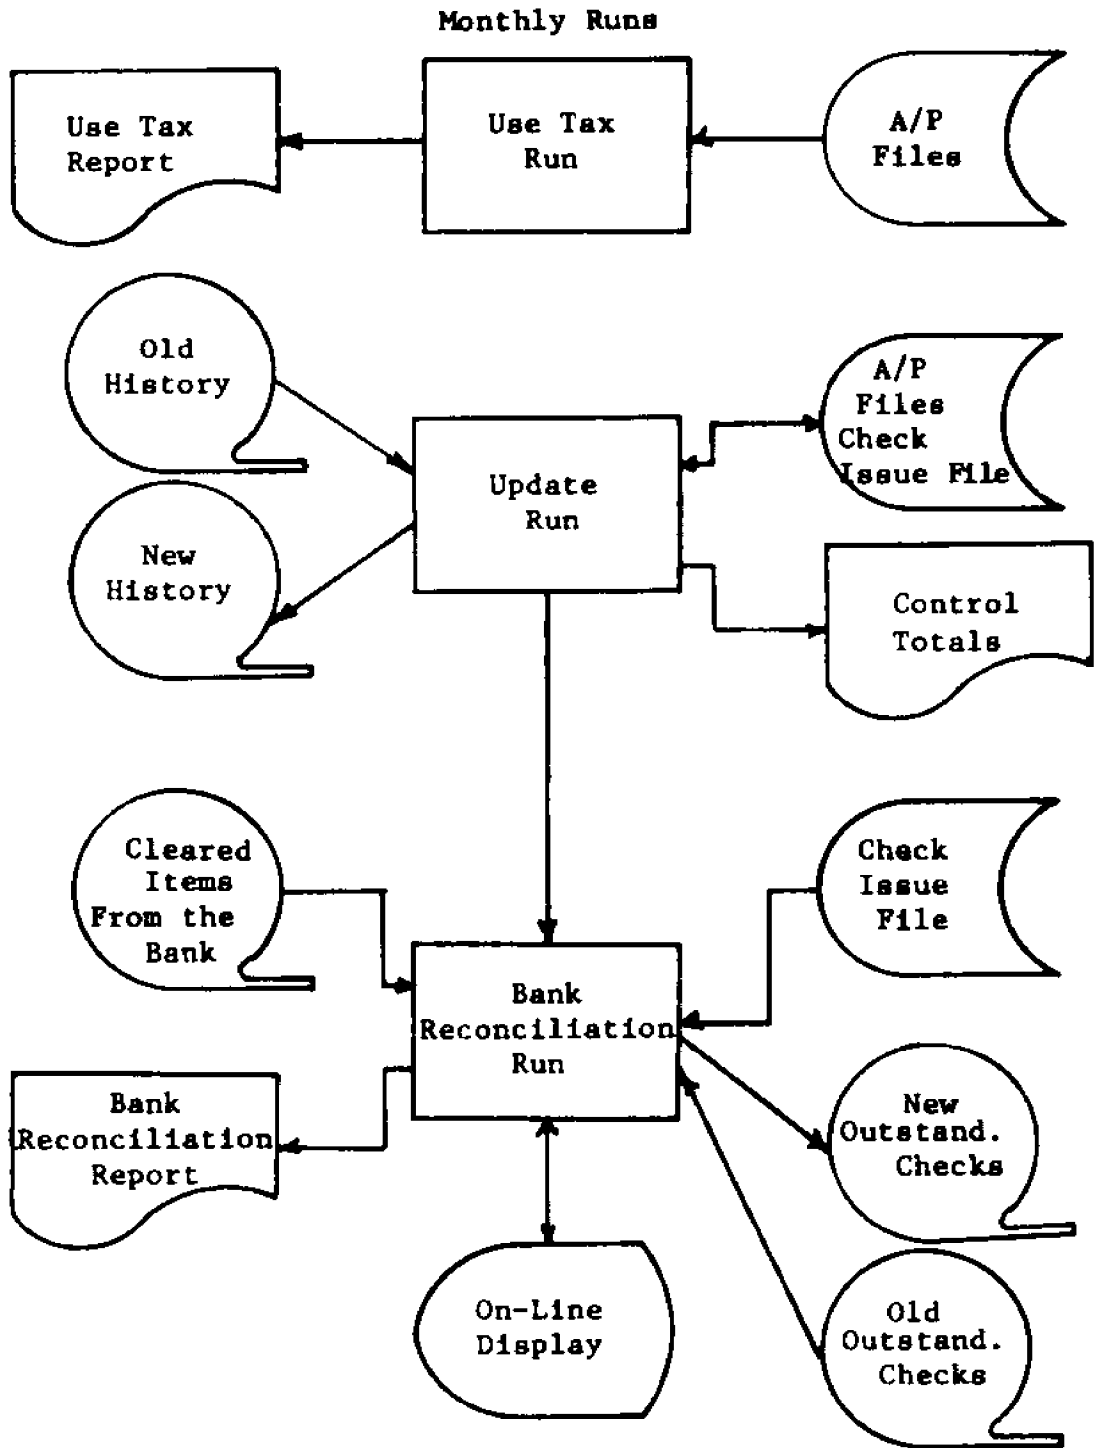 Monthly Runs
Use Tax
Report
Use Tax
Run
A/P
Files
Old
History
A/P
Files
Check
Issue File
Update
Run
New
History
Control
Totals
Cleared
Items
From the
Bank
Check
Issue
File
Bank
Reconciliation
Run
Bank
Reconciliation
Report
New
Outstand.
Checks
On-Line
Display
Old
Outstand.
Checks